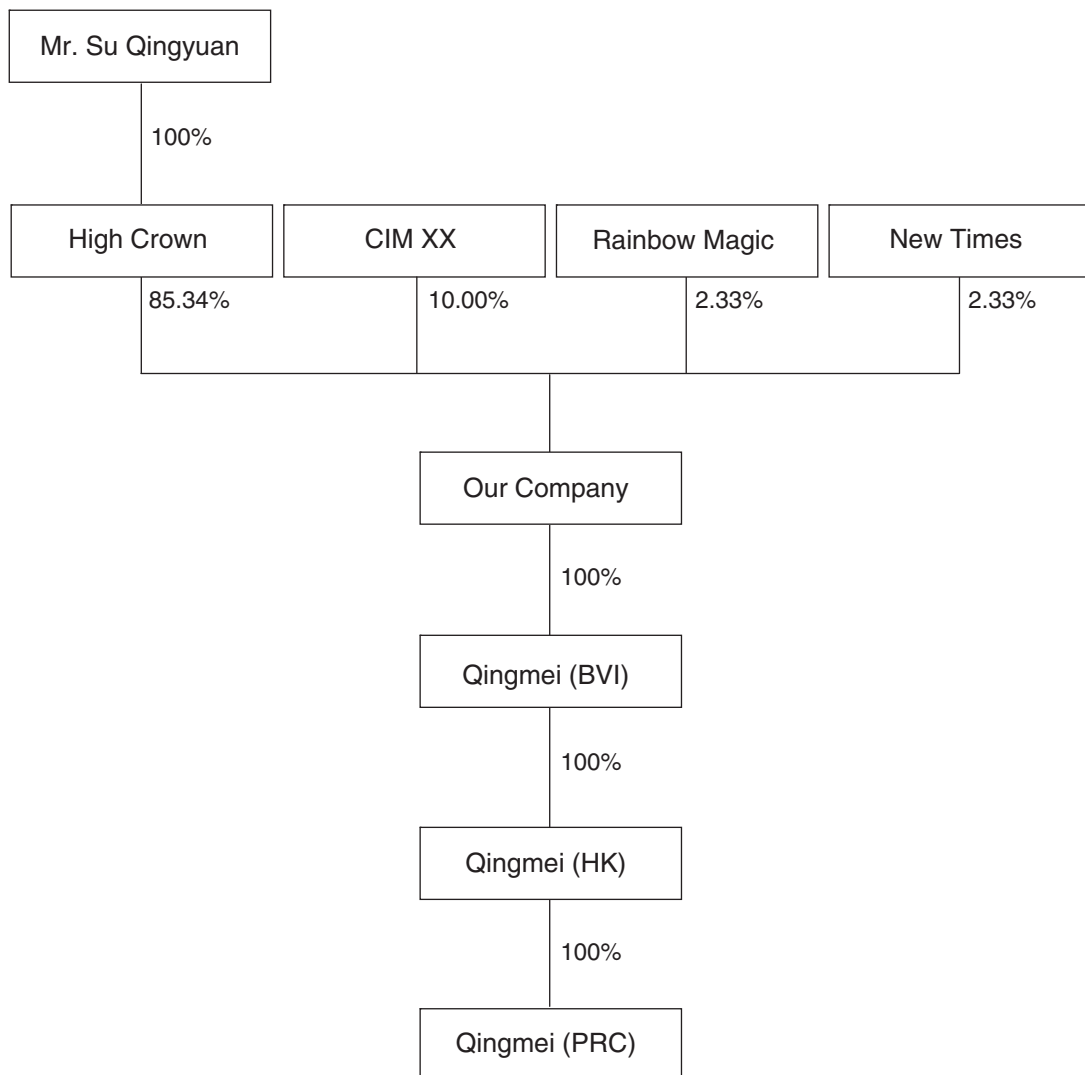 Mr. Su Qingyuan
100%
High Crown
CIM XX
Rainbow Magic
New Times
85.34%
10.00%
2.33%
2.33%
Our Company
100%
Qingmei (BVI)
100%
Qingmei (HK)
100%
Qingmei (PRC)